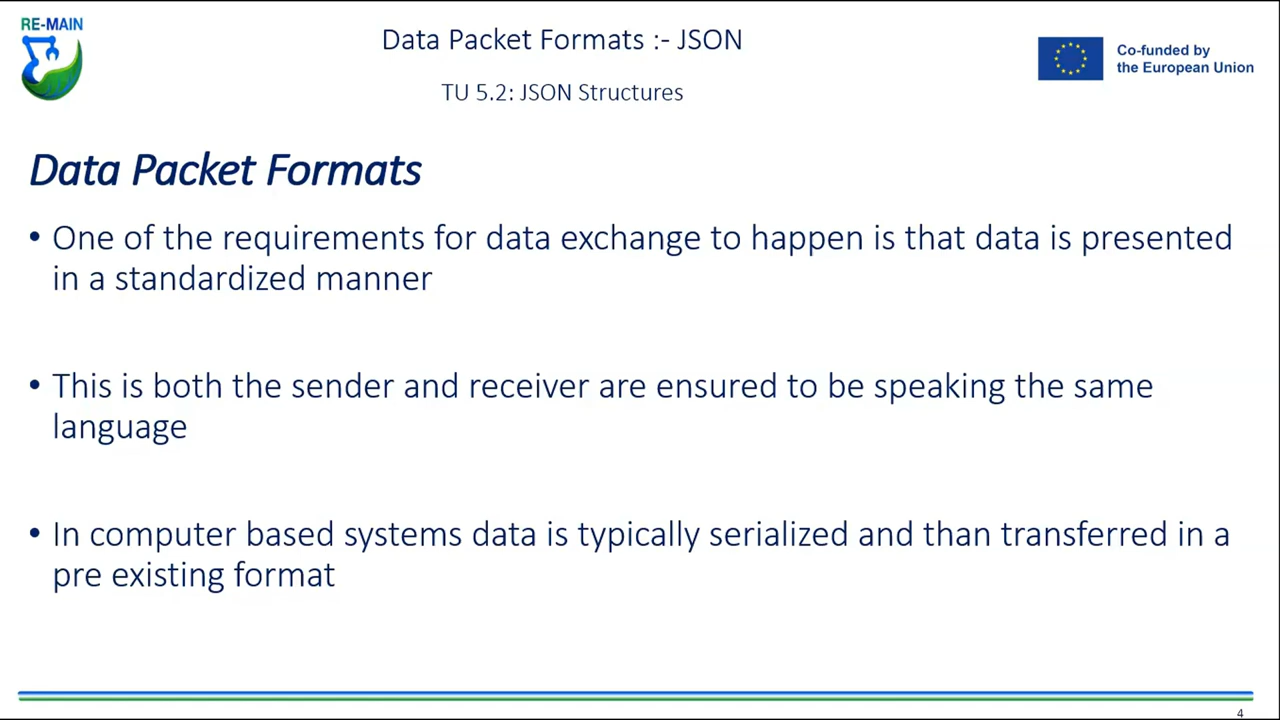 RE-MAIN
Data Packet Formats :- JSON
TU 5.2: JSON Structures
Co-funded by
the European Union
Data Packet Formats
• One of the requirements for data exchange to happen is that data is presented
in a standardized manner
• This is both the sender and receiver are ensured to be speaking the same
language
• In computer based systems data is typically serialized and than transferred in a
pre existing format
4